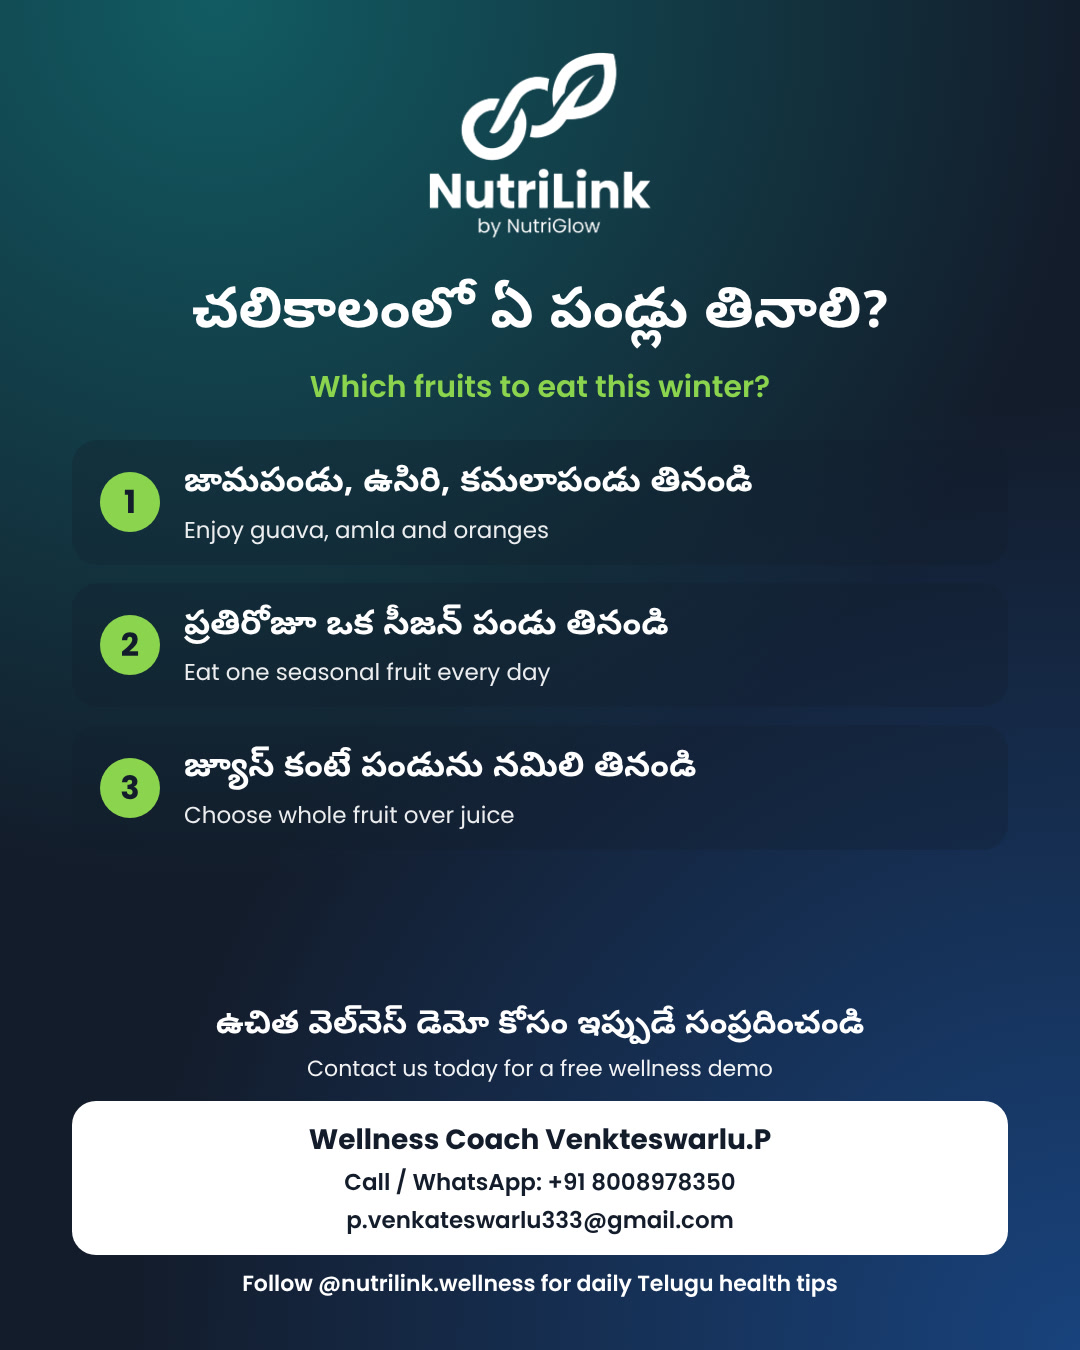 NutriLink
by NutriGlow
చలికాలంలో ఏ పండ్లు తినాలి?
Which fruits to eat this winter?
1
జామపండు, ఉసిరి, కమలాపండు తినండి
Enjoy guava, amla and oranges
2
ప్రతిరోజూ ఒక సీజన్ పండు తినండి
Eat one seasonal fruit every day
3
జ్యూస్ కంటే పండును నమిలి తినండి
Choose whole fruit over juice
ఉచిత వెల్‌నెస్ డెమో కోసం ఇప్పుడే సంప్రదించండి
Contact us today for a free wellness demo
Wellness Coach Venkteswarlu.P
Call / WhatsApp: +91 8008978350
p.venkateswarlu333@gmail.com
Follow @nutrilink.wellness for daily Telugu health tips